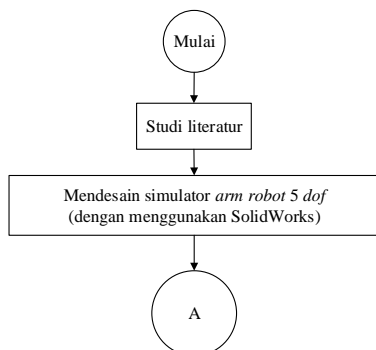 Mulai
Studi literatur
Mendesain simulator arm robot 5 dof
(dengan menggunakan SolidWorks)
A